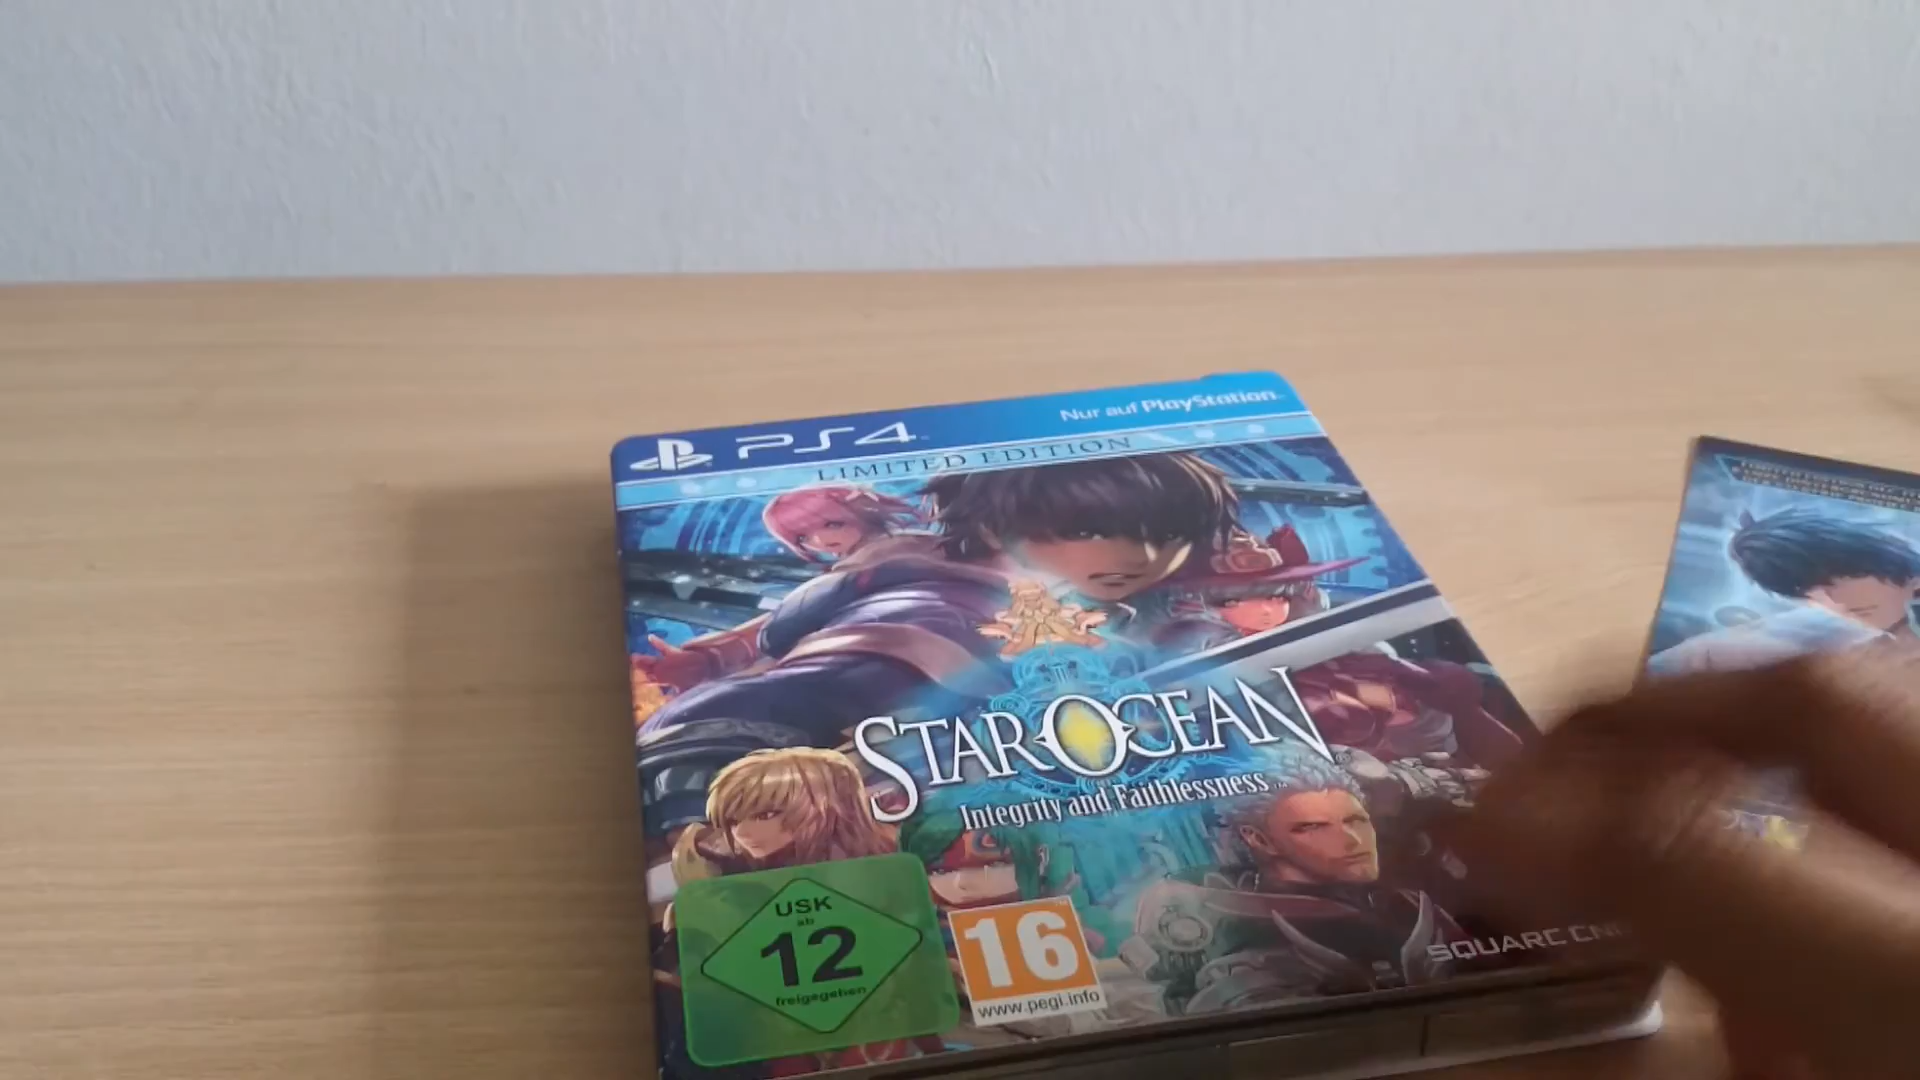 PS4
Nur auf PlayStation
LIMITED EDITION
STAR OCEAN
Integrity and Faithlessness
USK
ab
12
freigegeben
16
www.pegi.info
SQUARE